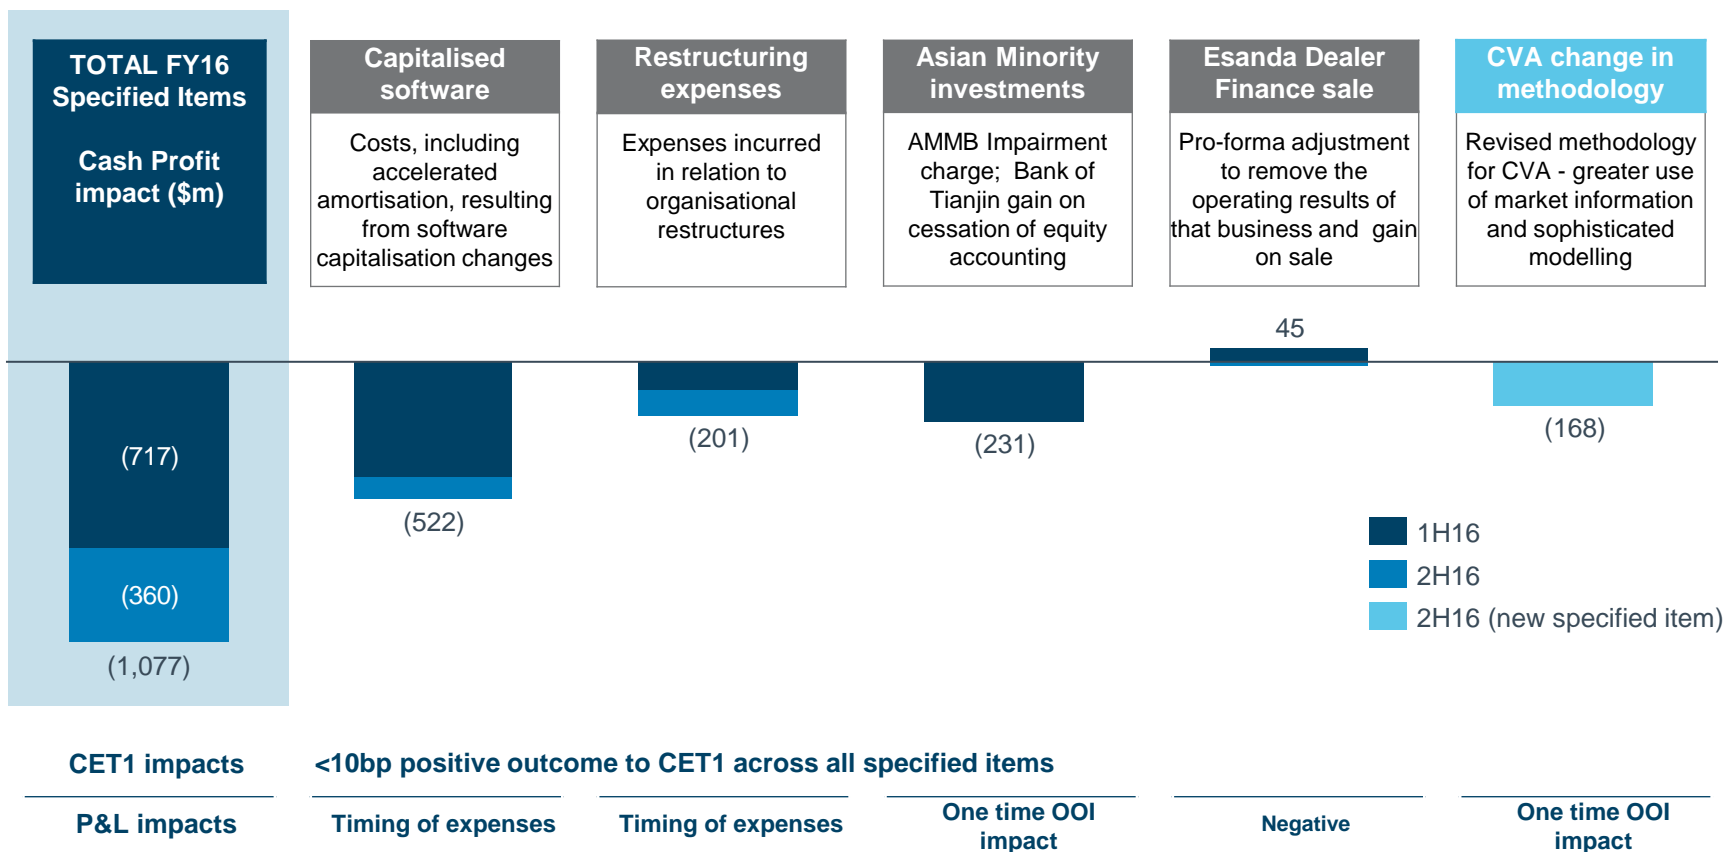 TOTAL FY16
Specified Items
Cash Profit
impact ($m)
Capitalised
software
Costs, including
accelerated
amortisation, resulting
from software
capitalisation changes
Restructuring
expenses
Expenses incurred
in relation to
organisational
restructures
Asian Minority
investments
AMMB Impairment
charge; Bank of
Tianjin gain on
cessation of equity
accounting
Esanda Dealer
Finance sale
Pro-forma adjustment
to remove the
operating results of
that business and gain
on sale
CVA change in
methodology
Revised methodology
for CVA - greater use
of market information
and sophisticated
modelling
45
(717)
(360)
(1,077)
(522)
(201)
(231)
(168)
1H16
2H16
2H16 (new specified item)
CET1 impacts
<10bp positive outcome to CET1 across all specified items
P&L impacts
Timing of expenses
Timing of expenses
One time OOI
impact
Negative
One time OOI
impact